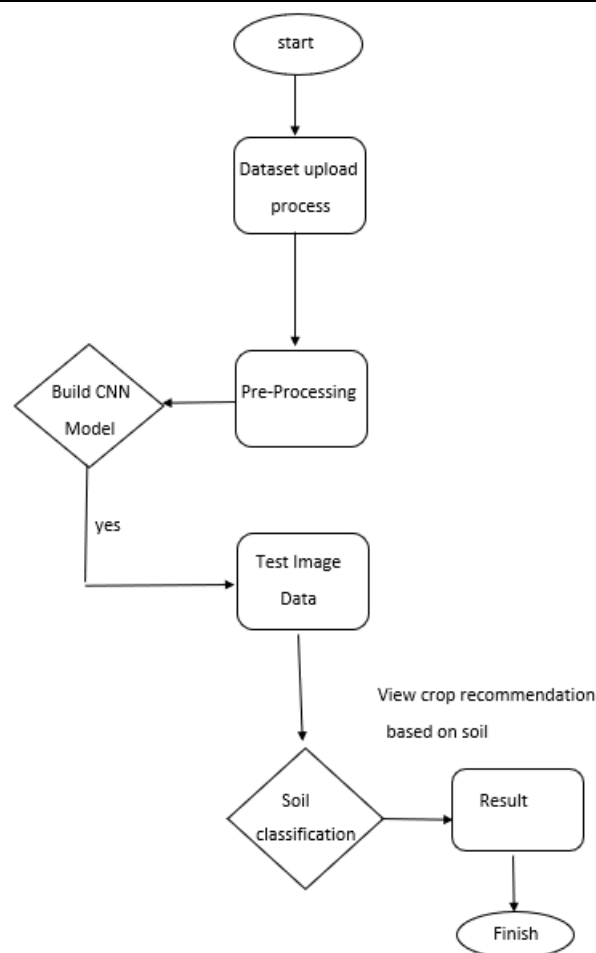 start
Dataset upload
process
Build CNN
Model
Pre-Processing
yes
Test Image
Data
View crop recommendation
based on soil
Soil
classification
Result
Finish